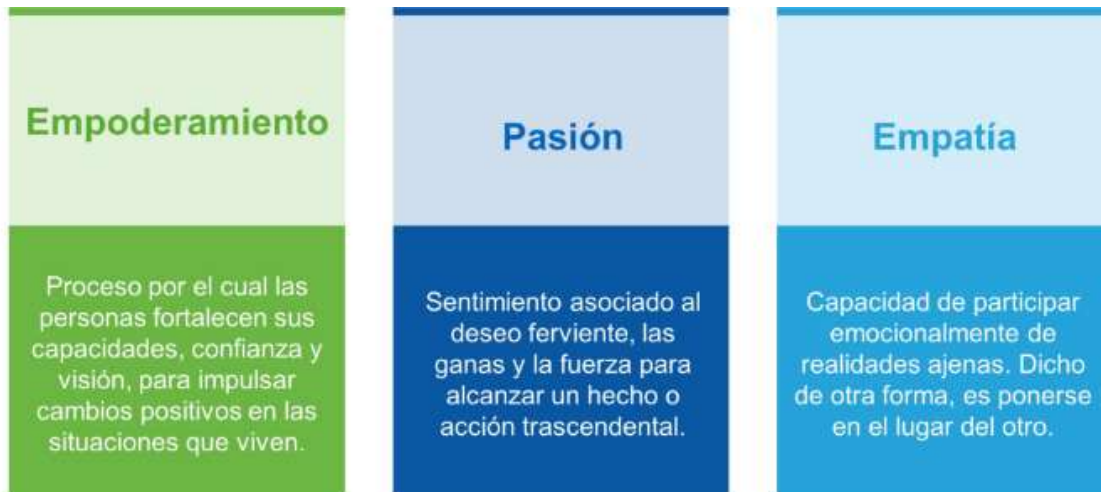 Empoderamiento
Proceso por el cual las
personas fortalecen sus
capacidades, confianza y
visión, para impulsar
cambios positivos en las
situaciones que viven.
Pasión
Sentimiento asociado al
deseo ferviente, las
ganas y la fuerza para
alcanzar un hecho o
acción trascendental.
Empatía
Capacidad de participar
emocionalmente de
realidades ajenas. Dicho
de otra forma, es ponerse
en el lugar del otro.